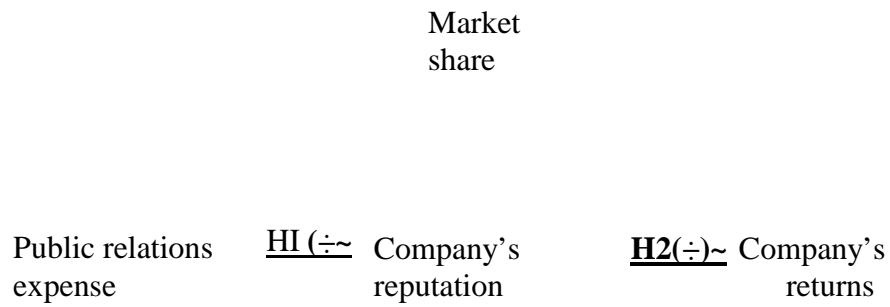 Market
share
Public relations HI (÷~ Company’s H2(÷)~ Company’s
expense reputation returns